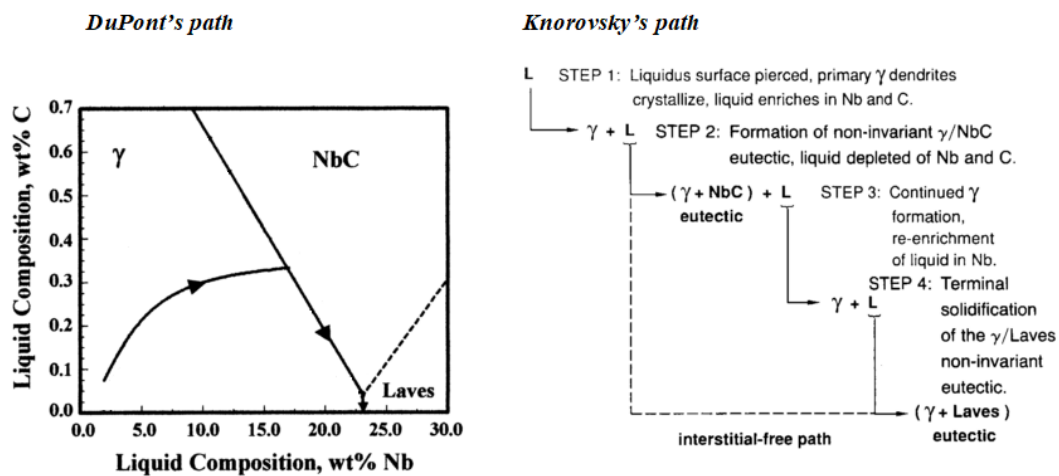 DuPont's path
Liquid Composition, wt% C
0.7
0.6
0.5
0.4
0.3
0.2
0.1
0.0
γ
NbC
Laves
0.0 5.0 10.0 15.0 20.0 25.0 30.0
Liquid Composition, wt% Nb
Knorovsky's path
L STEP 1: Liquidus surface pierced, primary γ dendrites
crystallize, liquid enriches in Nb and C.
γ + L STEP 2: Formation of non-invariant γ/NbC
eutectic, liquid depleted of Nb and C.
(γ + NbC) + L STEP 3: Continued γ
eutectic formation,
re-enrichment
of liquid in Nb.
STEP 4: Terminal
γ + L solidification
of the γ/Laves
non-invariant
eutectic.
(γ + Laves)
interstitial-free path eutectic